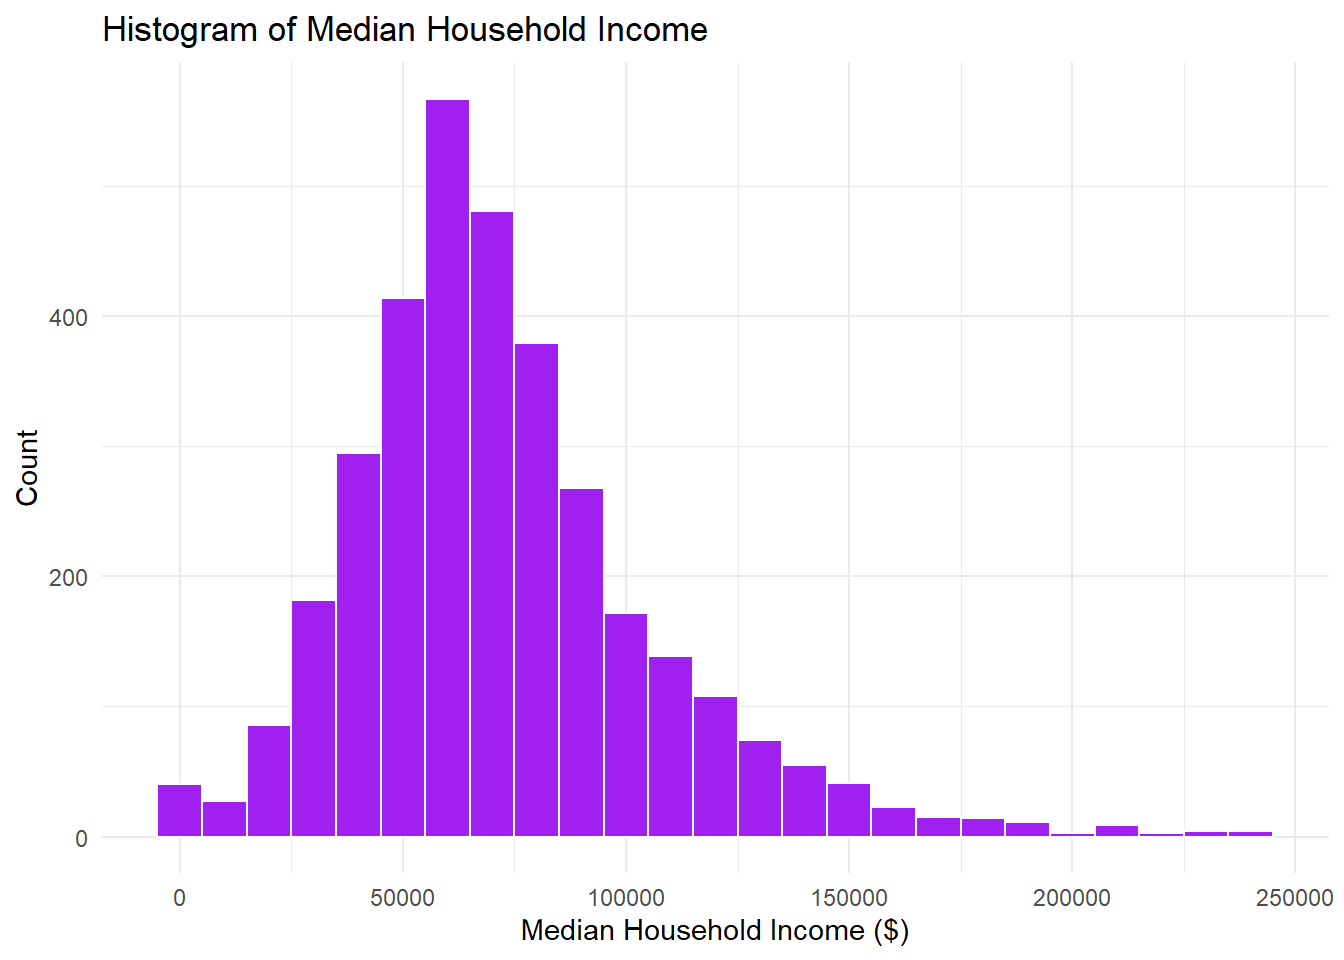 Histogram of Median Household Income
400
200
0
Count
0 50000 100000 150000 200000 250000
Median Household Income ($)